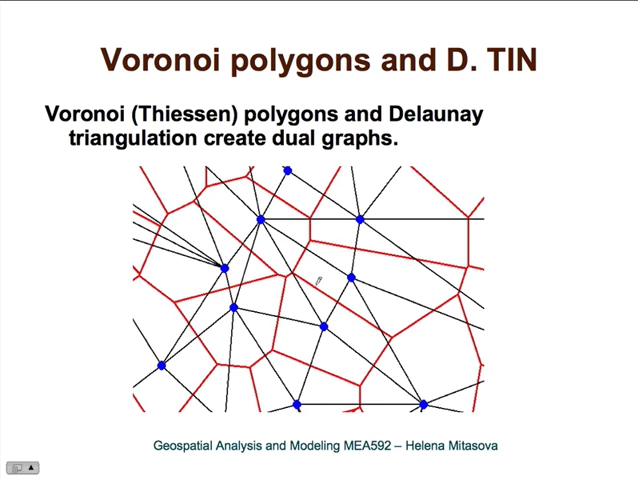 Voronoi polygons and D. TIN
Voronoi (Thiessen) polygons and Delaunay
triangulation create dual graphs.
Geospatial Analysis and Modeling MEA592 – Helena Mitasova